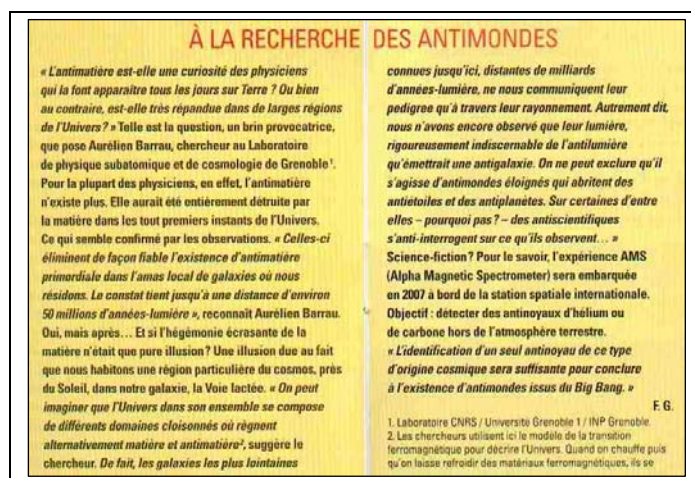 À LA RECHERCHE DES ANTIMONDES
« L'antimatière est-elle une curiosité des physiciens
qui la font apparaître tous les jours sur Terre ? Ou bien
au contraire, est-elle très répandue dans de larges régions
de l'Univers ? » Telle est la question, un brin provocatrice,
que pose Aurélien Barrau, chercheur au Laboratoire
de physique subatomique et de cosmologie de Grenoble¹.
Pour la plupart des physiciens, en effet, l'antimatière
n'existe plus. Elle aurait été entièrement détruite par
la matière dans les tout premiers instants de l'Univers.
Ce qui semble confirmé par les observations. « Celles-ci
éliminent de façon fiable l'existence d'antimatière
primordiale dans l'amas local de galaxies où nous
résidons. Le constat tient jusqu'à une distance d'environ
50 millions d'années-lumière », reconnaît Aurélien Barrau.
Oui, mais après... Et si l'hégémonie écrasante de la
matière n'était que pure illusion ? Une illusion due au fait
que nous habitons une région particulière du cosmos, près
du Soleil, dans notre galaxie, la Voie lactée. « On peut
imaginer que l'Univers dans son ensemble se compose
de différents domaines cloisonnés où règnent
alternativement matière et antimatière², suggère le
chercheur. De fait, les galaxies les plus lointaines
connues jusqu'ici, distantes de milliards
d'années-lumière, ne nous communiquent leur
pedigree qu'à travers leur rayonnement. Autrement dit,
nous n'avons encore observé que leur lumière,
rigoureusement indiscernable de l'antilumière
qu'émettrait une antigalaxie. On ne peut exclure qu'il
s'agisse d'antimondes éloignés qui abritent des
antiétoiles et des antiplanètes. Sur certaines d'entre
elles – pourquoi pas ? – des antiscientifiques
s'anti-interrogent sur ce qu'ils observent... »
Science-fiction ? Pour le savoir, l'expérience AMS
(Alpha Magnetic Spectrometer) sera embarquée
en 2007 à bord de la station spatiale internationale.
Objectif : détecter des antinoyaux d'hélium ou
de carbone hors de l'atmosphère terrestre.
« L'identification d'un seul antinoyau de ce type
d'origine cosmique sera suffisante pour conclure
à l'existence d'antimondes issus du Big Bang. »
F. G.
1. Laboratoire CNRS / Université Grenoble 1 / INP Grenoble.
2. Les chercheurs utilisent ici le modèle de la transition
ferromagnétique pour décrire l'Univers. Quand on chauffe puis
qu'on laisse refroidir des matériaux ferromagnétiques, ils se